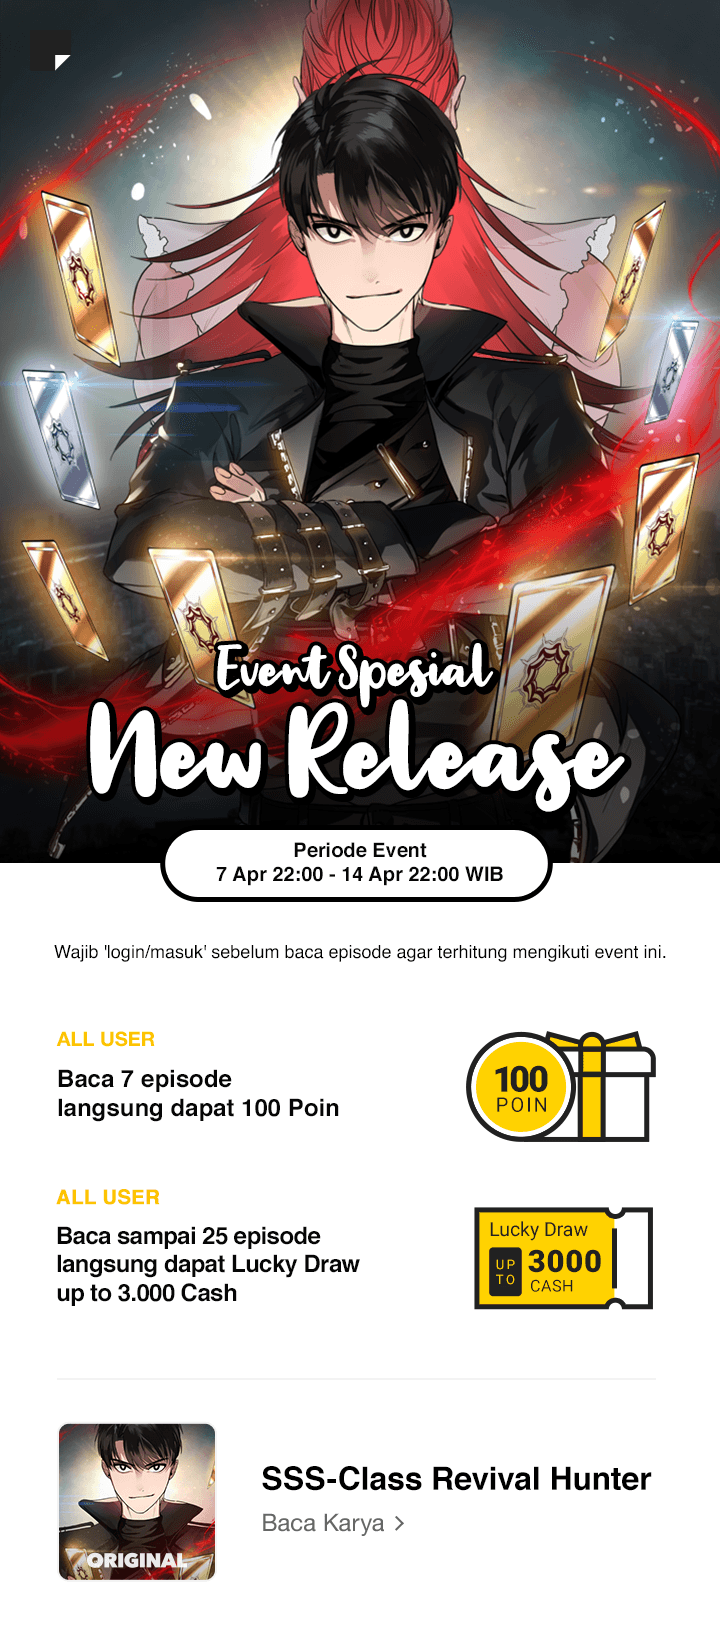 Event Spesial
New Release
Periode Event
7 Apr 22:00 - 14 Apr 22:00 WIB
Wajib 'login/masuk' sebelum baca episode agar terhitung mengikuti event ini.
ALL USER
Baca 7 episode
langsung dapat 100 Poin
100
POIN
ALL USER
Baca sampai 25 episode
langsung dapat Lucky Draw
up to 3.000 Cash
Lucky Draw
UP TO
3000
CASH
ORIGINAL
SSS-Class Revival Hunter
Baca Karya >